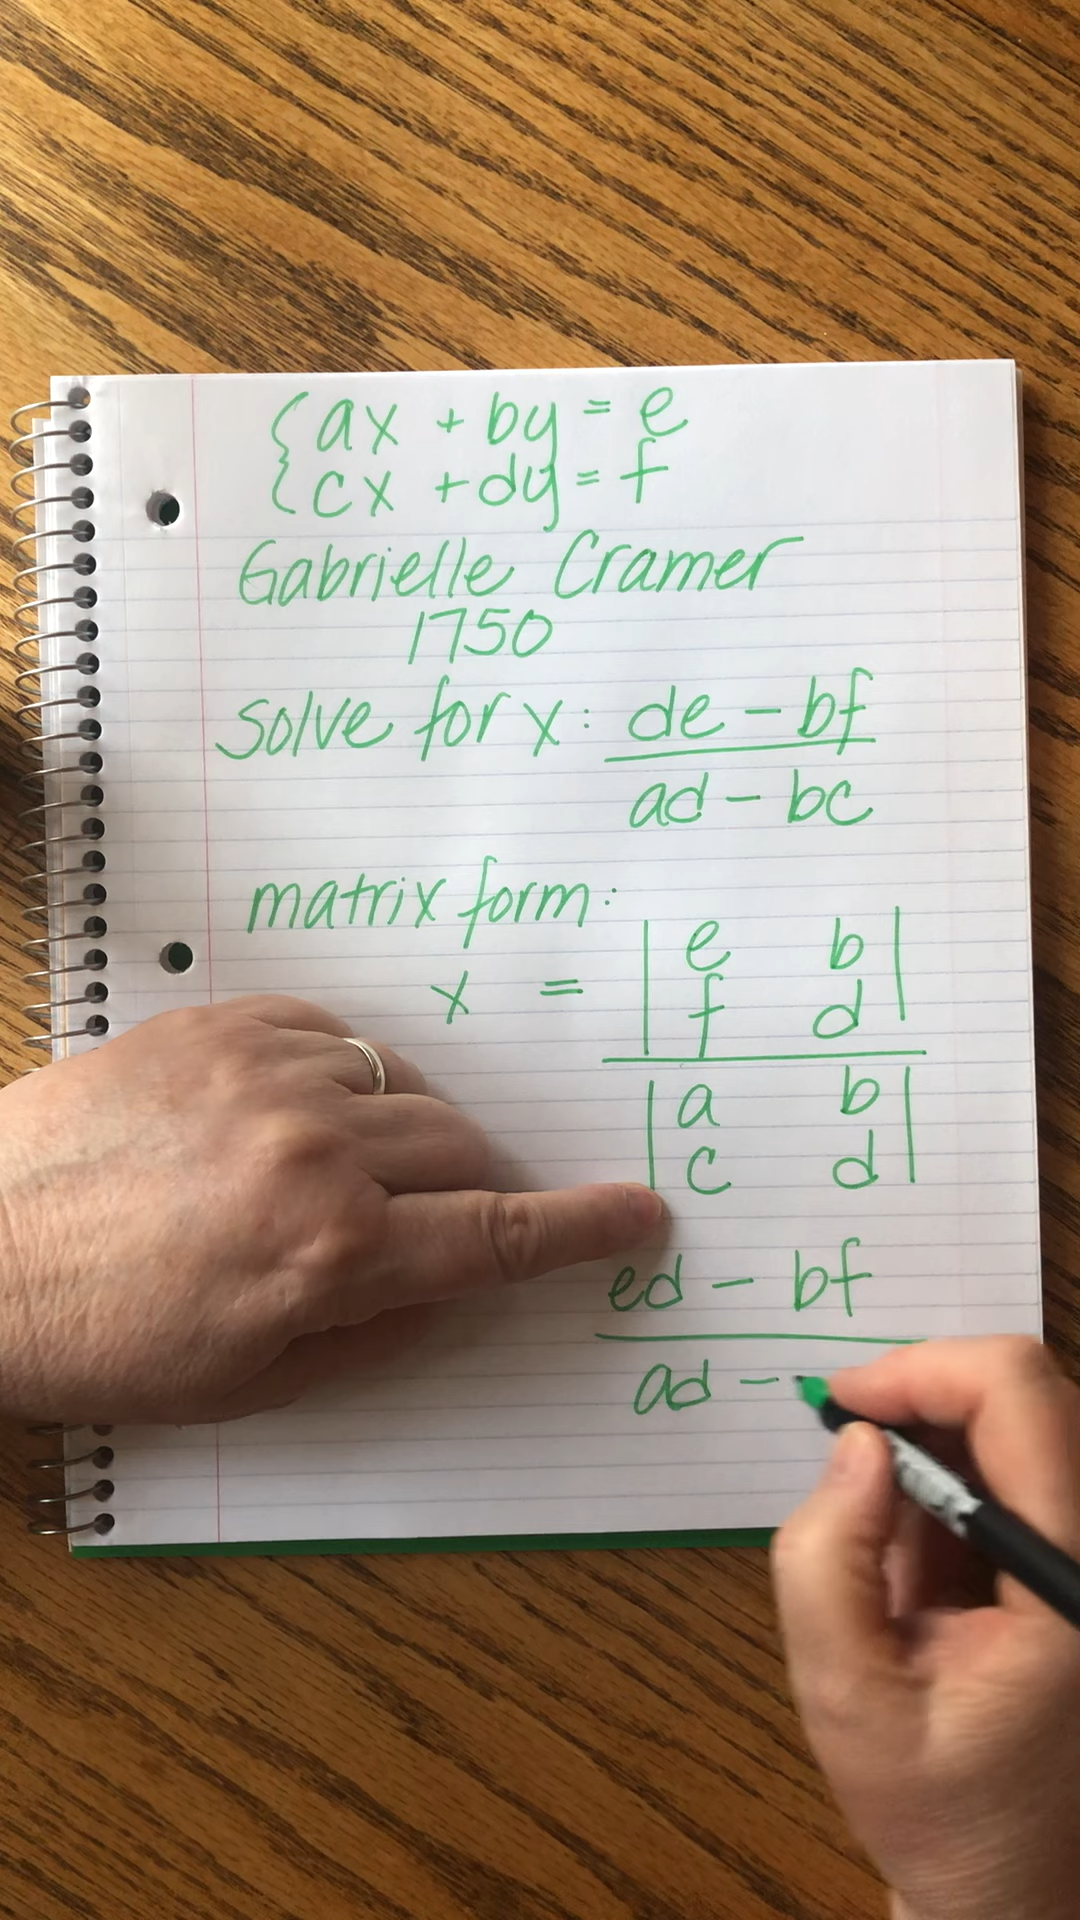 {ax + by = e
{cx + dy = f
Gabrielle Cramer
1750
solve for x: de - bf
ad - bc
matrix form:
| e b |
x =
| f d |
| a b |
| c d |
ed - bf
ad -